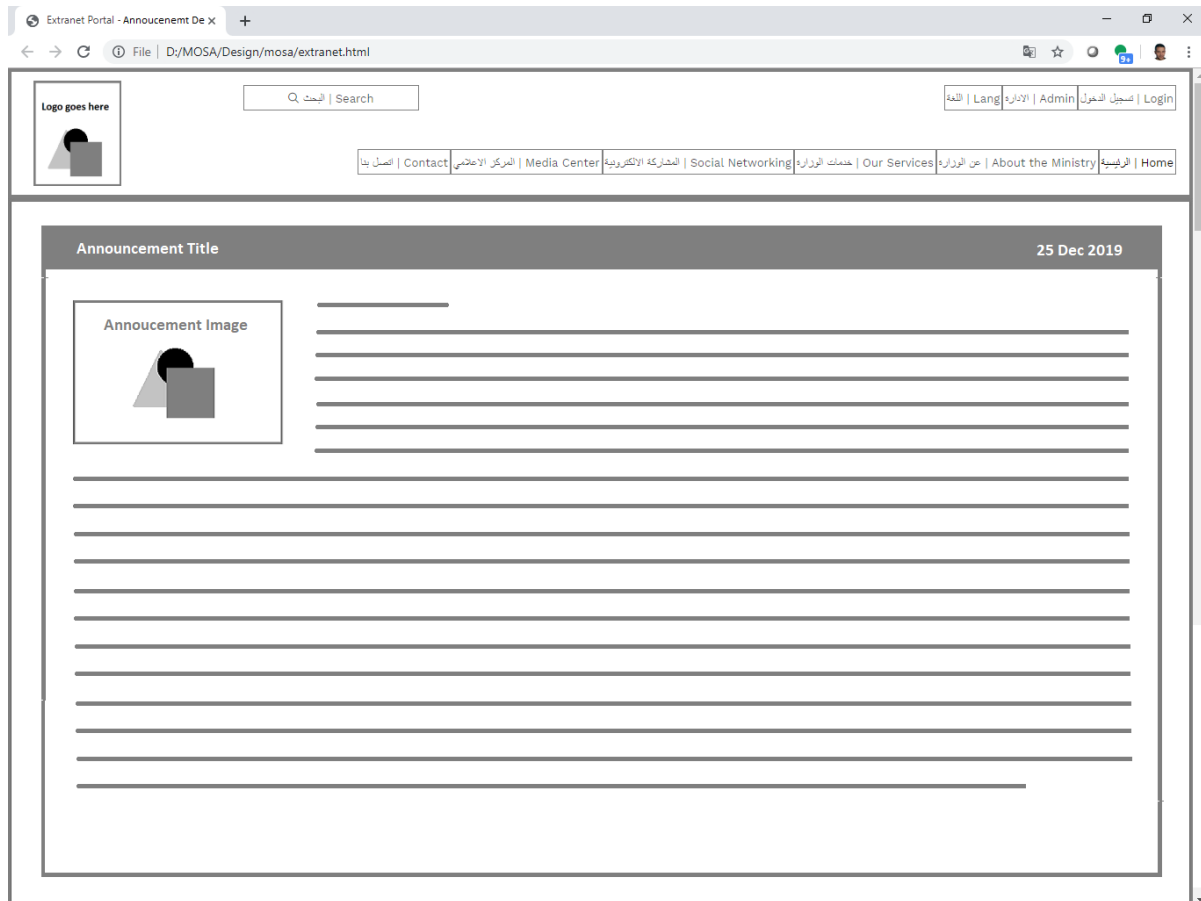 Extranet Portal - Annoucenemt De
File | D:/MOSA/Design/mosa/extranet.html
9+
Logo goes here
البحث | Search
اللغة | Lang
الادارة | Admin
تسجيل الدخول | Login
اتصل بنا | Contact
المركز الاعلامي | Media Center
المشاركة الالكترونية | Social Networking
خدمات الوزارة | Our Services
عن الوزارة | About the Ministry
الرئيسية | Home
Announcement Title
25 Dec 2019
Annoucement Image